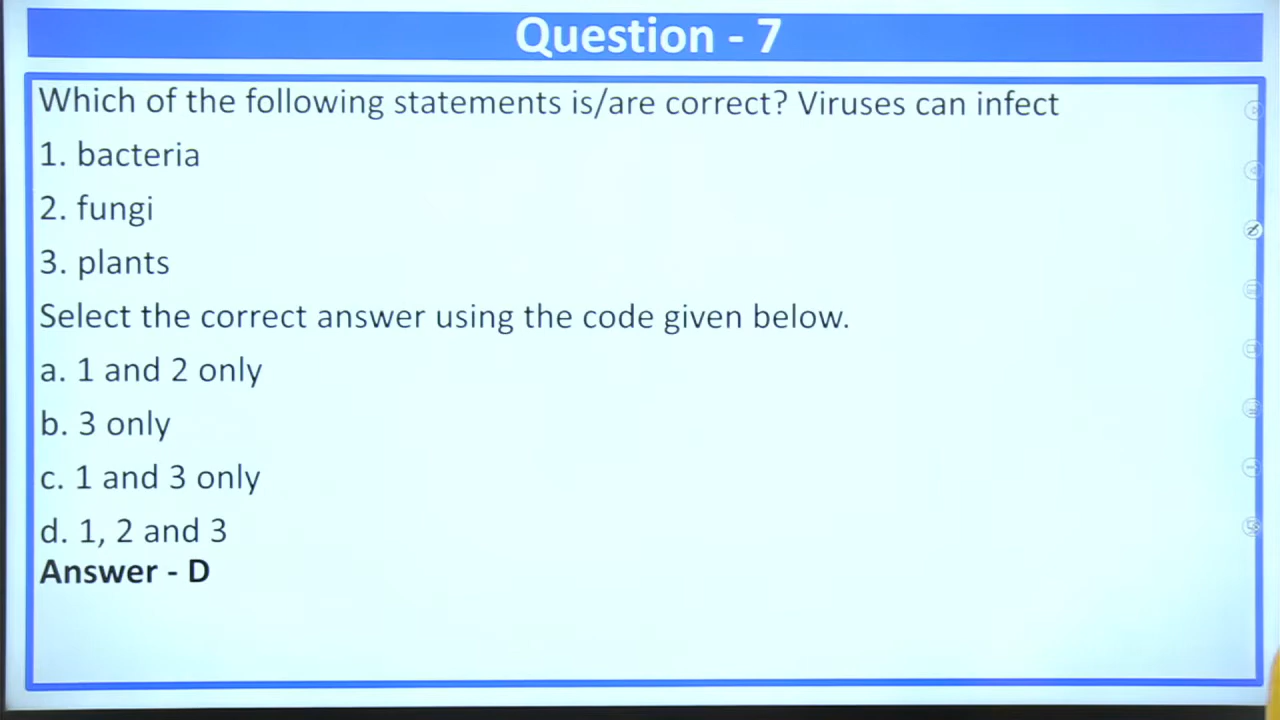 Question - 7
Which of the following statements is/are correct? Viruses can infect
1. bacteria
2. fungi
3. plants
Select the correct answer using the code given below.
a. 1 and 2 only
b. 3 only
c. 1 and 3 only
d. 1, 2 and 3
Answer - D